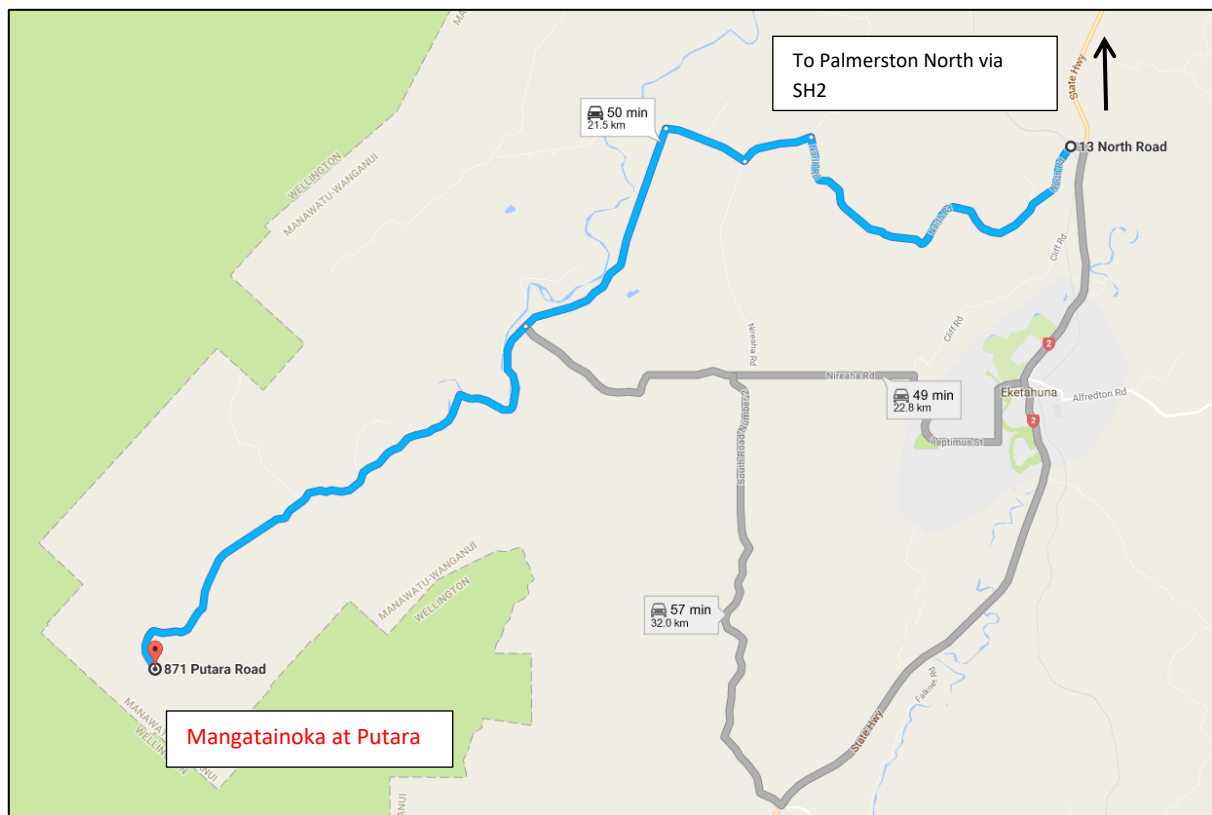 To Palmerston North via
SH2
State Hwy
50 min
21.5 km
WELLINGTON
MANAWATU-WANGANUI
13 North Road
Cliff Rd
Cliff Rd
Nireaha Rd
Nireaha Rd
2
49 min
22.8 km
Eketahuna
Alfredton Rd
2
Septimus St
South Road Number 2
MANAWATU-WANGANUI
WELLINGTON
57 min
32.0 km
871 Putara Road
Falkner Rd
State Hwy
Mangatainoka at Putara
WELLINGTON